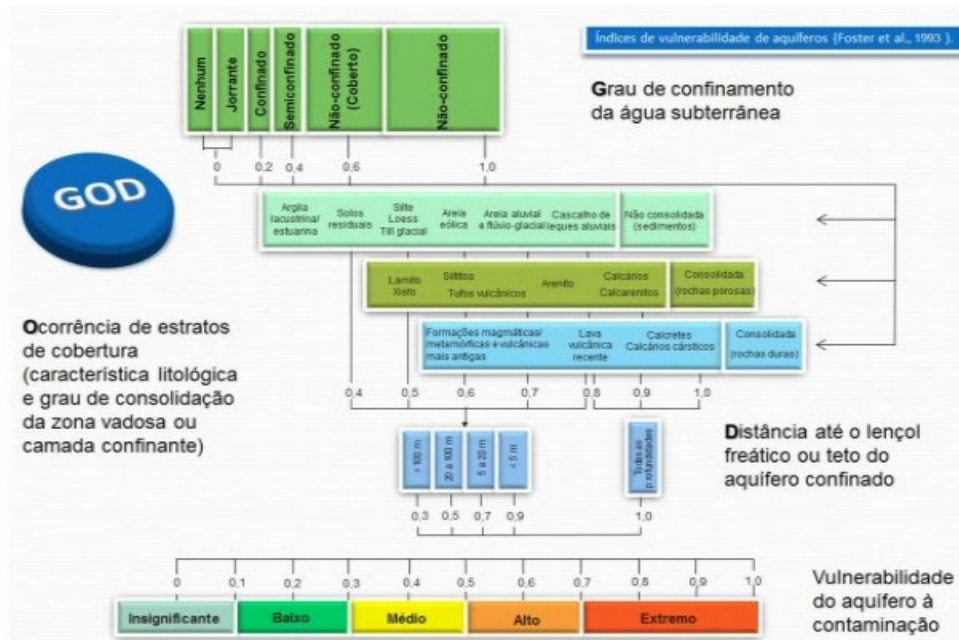 Índices de vulnerabilidade de aquíferos (Foster et al., 1993 ).
Nenhum
Jorrante
Confinado
Semiconfinado
Não-confinado
(Coberto)
Não-confinado
Grau de confinamento
da água subterrânea
0
0,2
0,4
0,6
1,0
GOD
Argila
lacustrina/
estuarina
Solos
residuais
Silte
Loess
Till glacial
Areia
eólica
Areia aluvial
e flúvio-glacial
Cascalho de
leques aluviais
Não consolidada
(sedimentos)
Lamito
Xisto
Siltitos
Tufos vulcânicos
Arenito
Calcários
Calcarenitos
Consolidada
(rochas porosas)
Formações magmáticas/
metamórficas e vulcânicas
mais antigas
Lava
vulcânica
recente
Calcretes
Calcários cársticos
Consolidada
(rochas duras)
Ocorrência de estratos
de cobertura
(característica litológica
e grau de consolidação
da zona vadosa ou
camada confinante)
0,4
0,5
0,6
0,7
0,8
0,9
1,0
> 100 m
20 a 100 m
5 a 20 m
< 5 m
Todas as
profundidades
Distância até o lençol
freático ou teto do
aquífero confinado
0,3
0,5
0,7
0,9
1,0
0
0,1
0,2
0,3
0,4
0,5
0,6
0,7
0,8
0,9
1,0
Insignificante
Baixo
Médio
Alto
Extremo
Vulnerabilidade
do aquífero à
contaminação